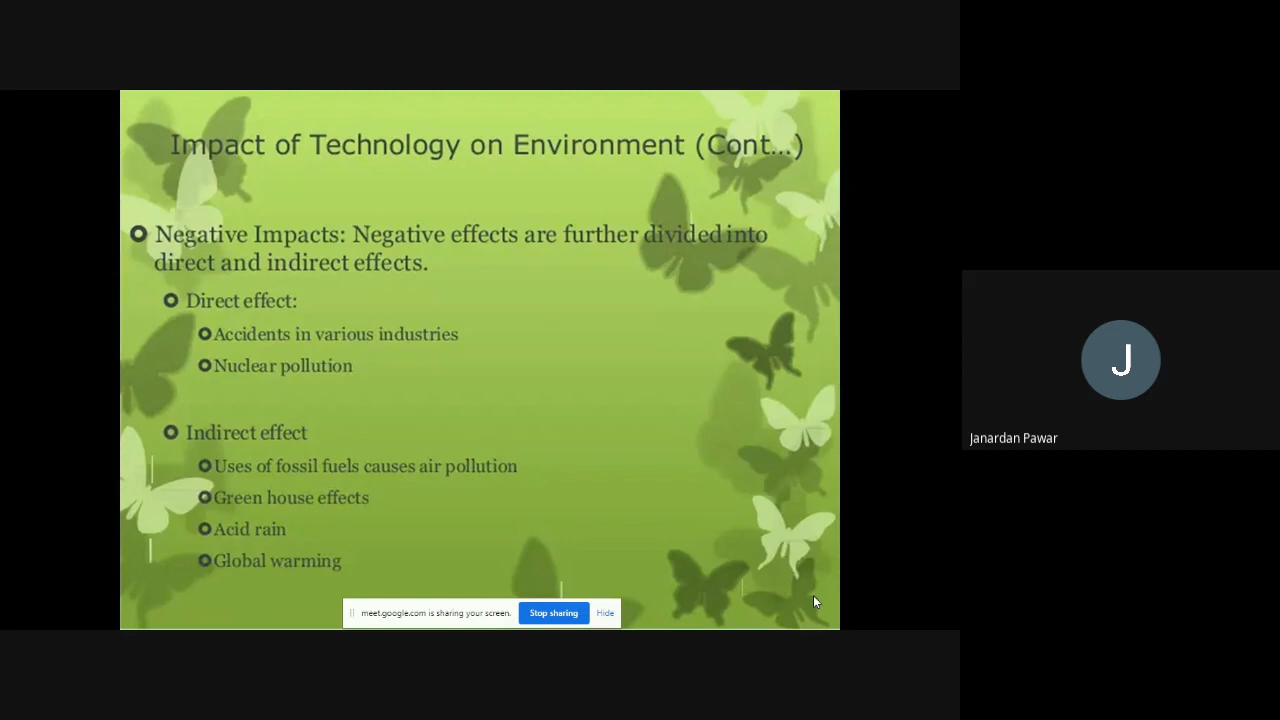 Impact of Technology on Environment (Cont...)
Negative Impacts: Negative effects are further divided into
direct and indirect effects.
Direct effect:
Accidents in various industries
Nuclear pollution
Indirect effect
Uses of fossil fuels causes air pollution
Green house effects
Acid rain
Global warming
meet.google.com is sharing your screen. Stop sharing Hide
J
Janardan Pawar